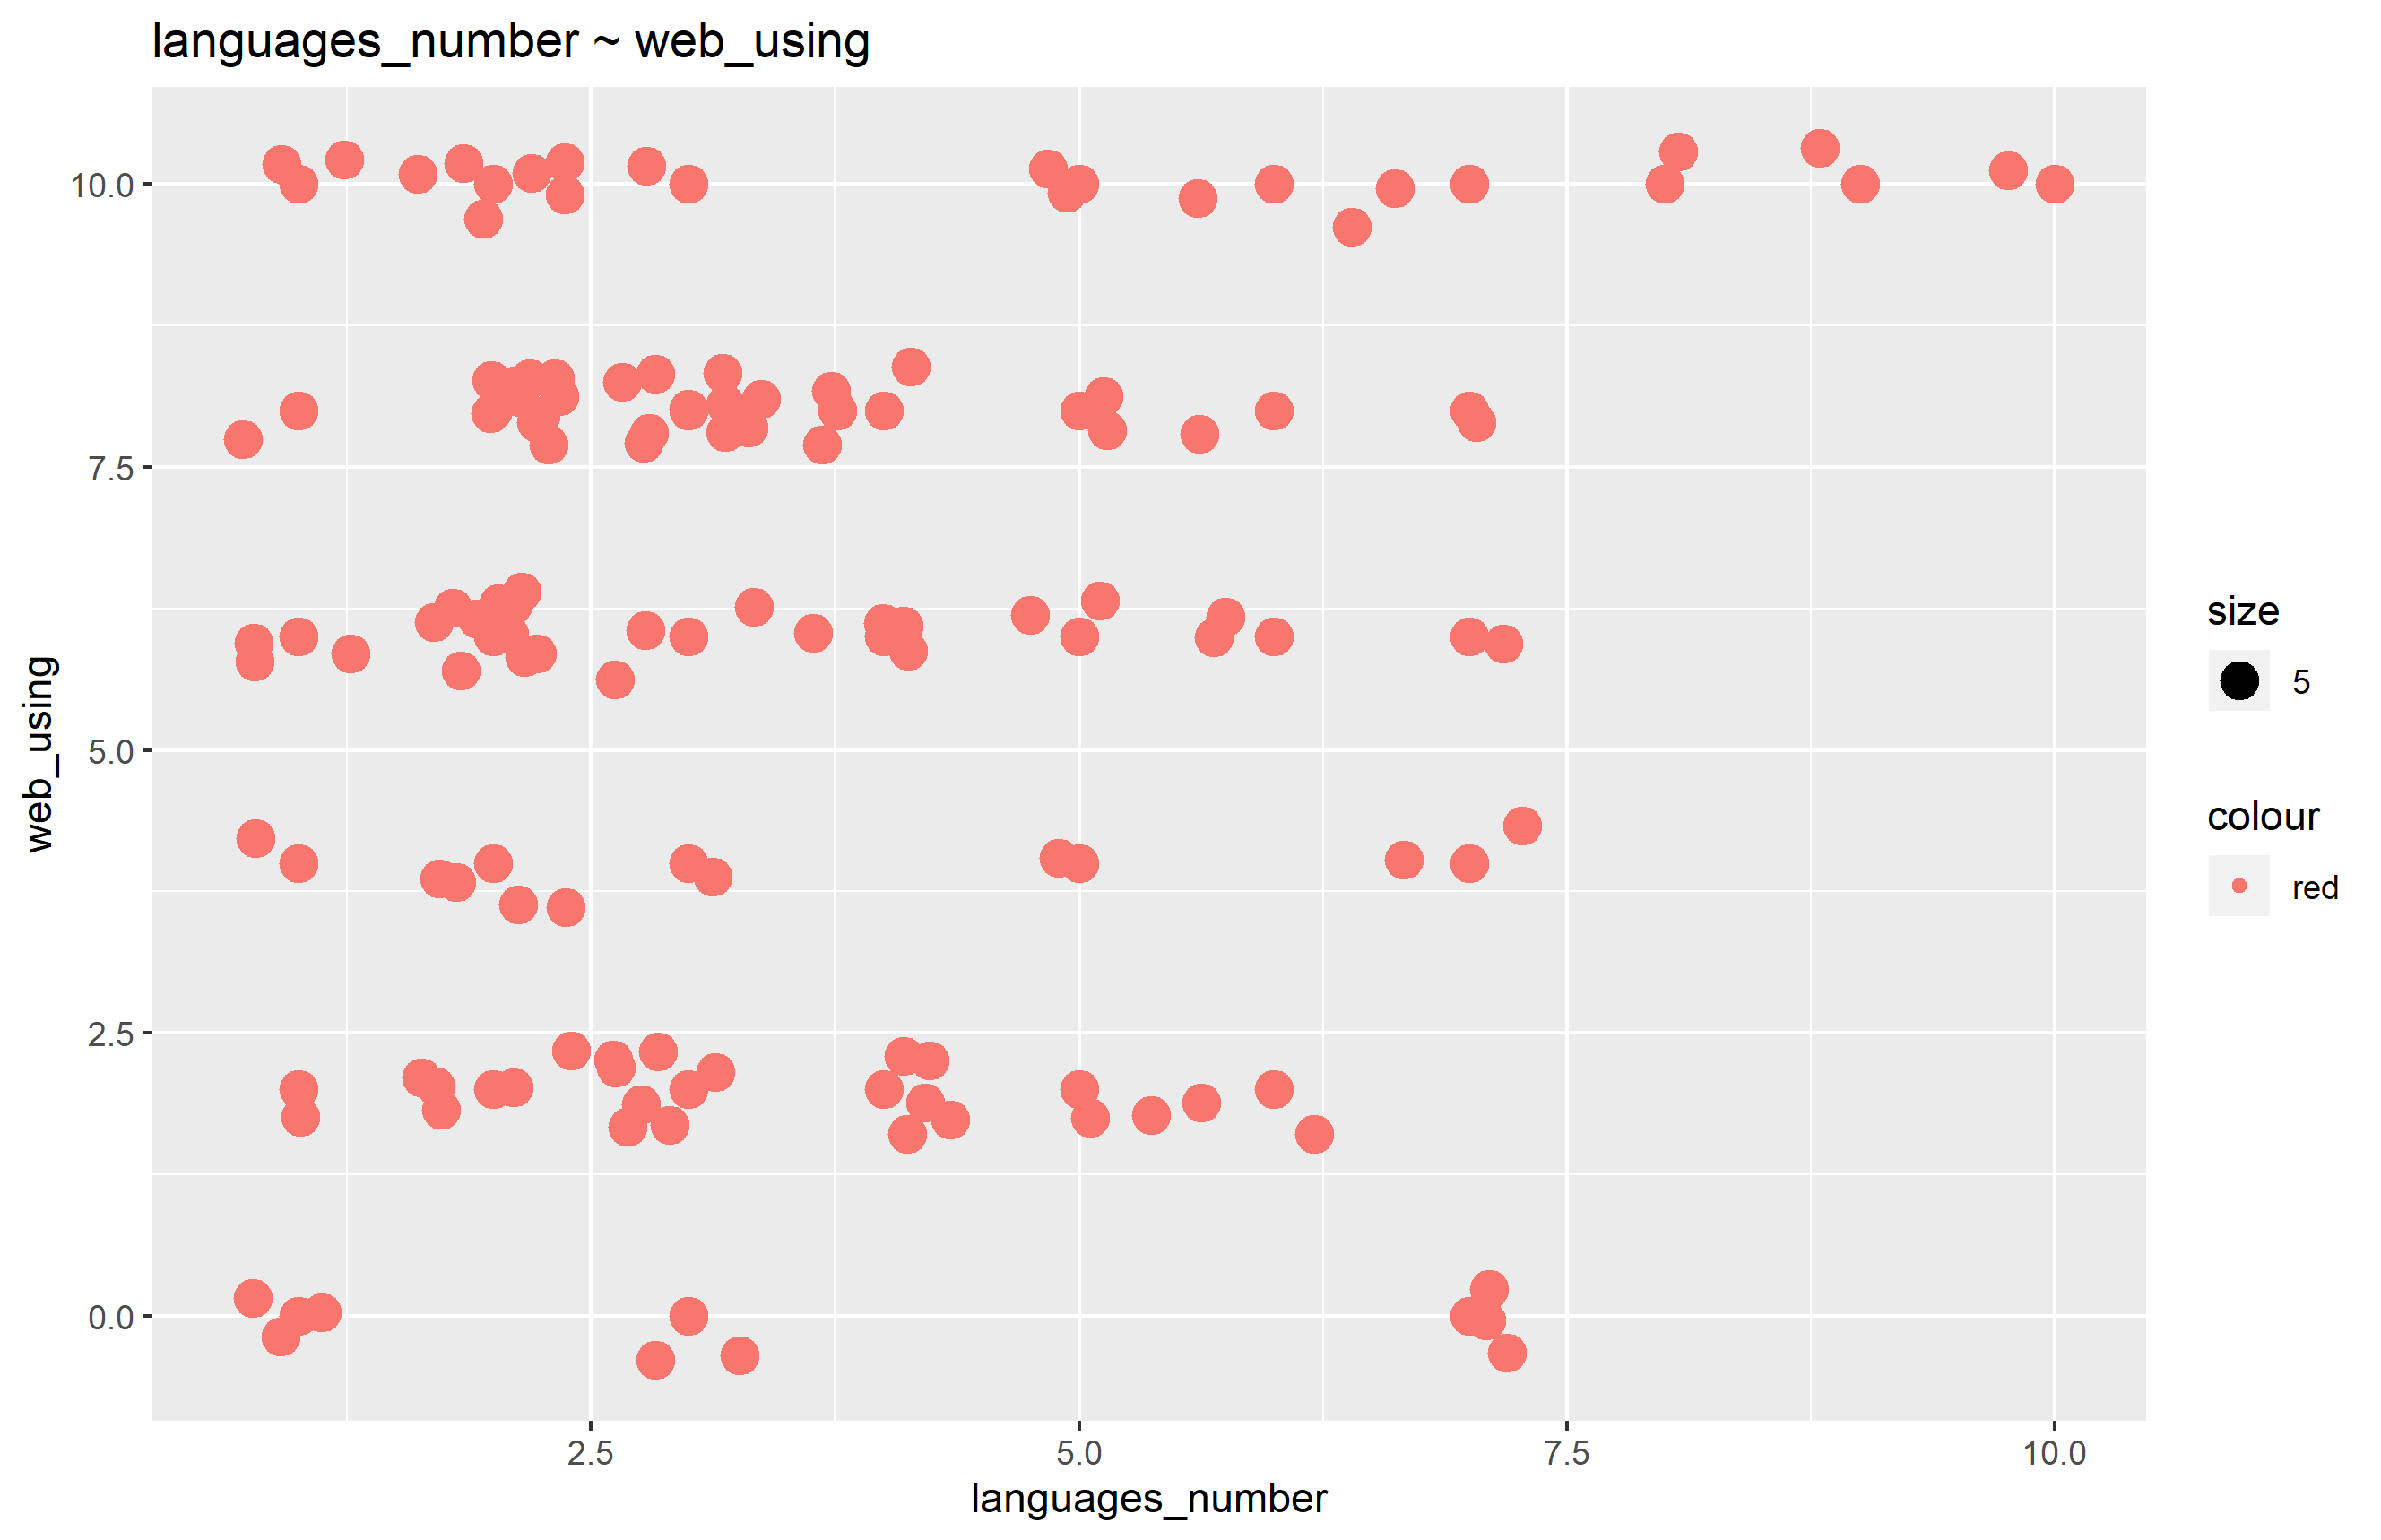 languages_number ~ web_using
10.0
7.5
5.0
2.5
0.0
web_using
2.5 5.0 7.5 10.0
languages_number
size
5
colour
red